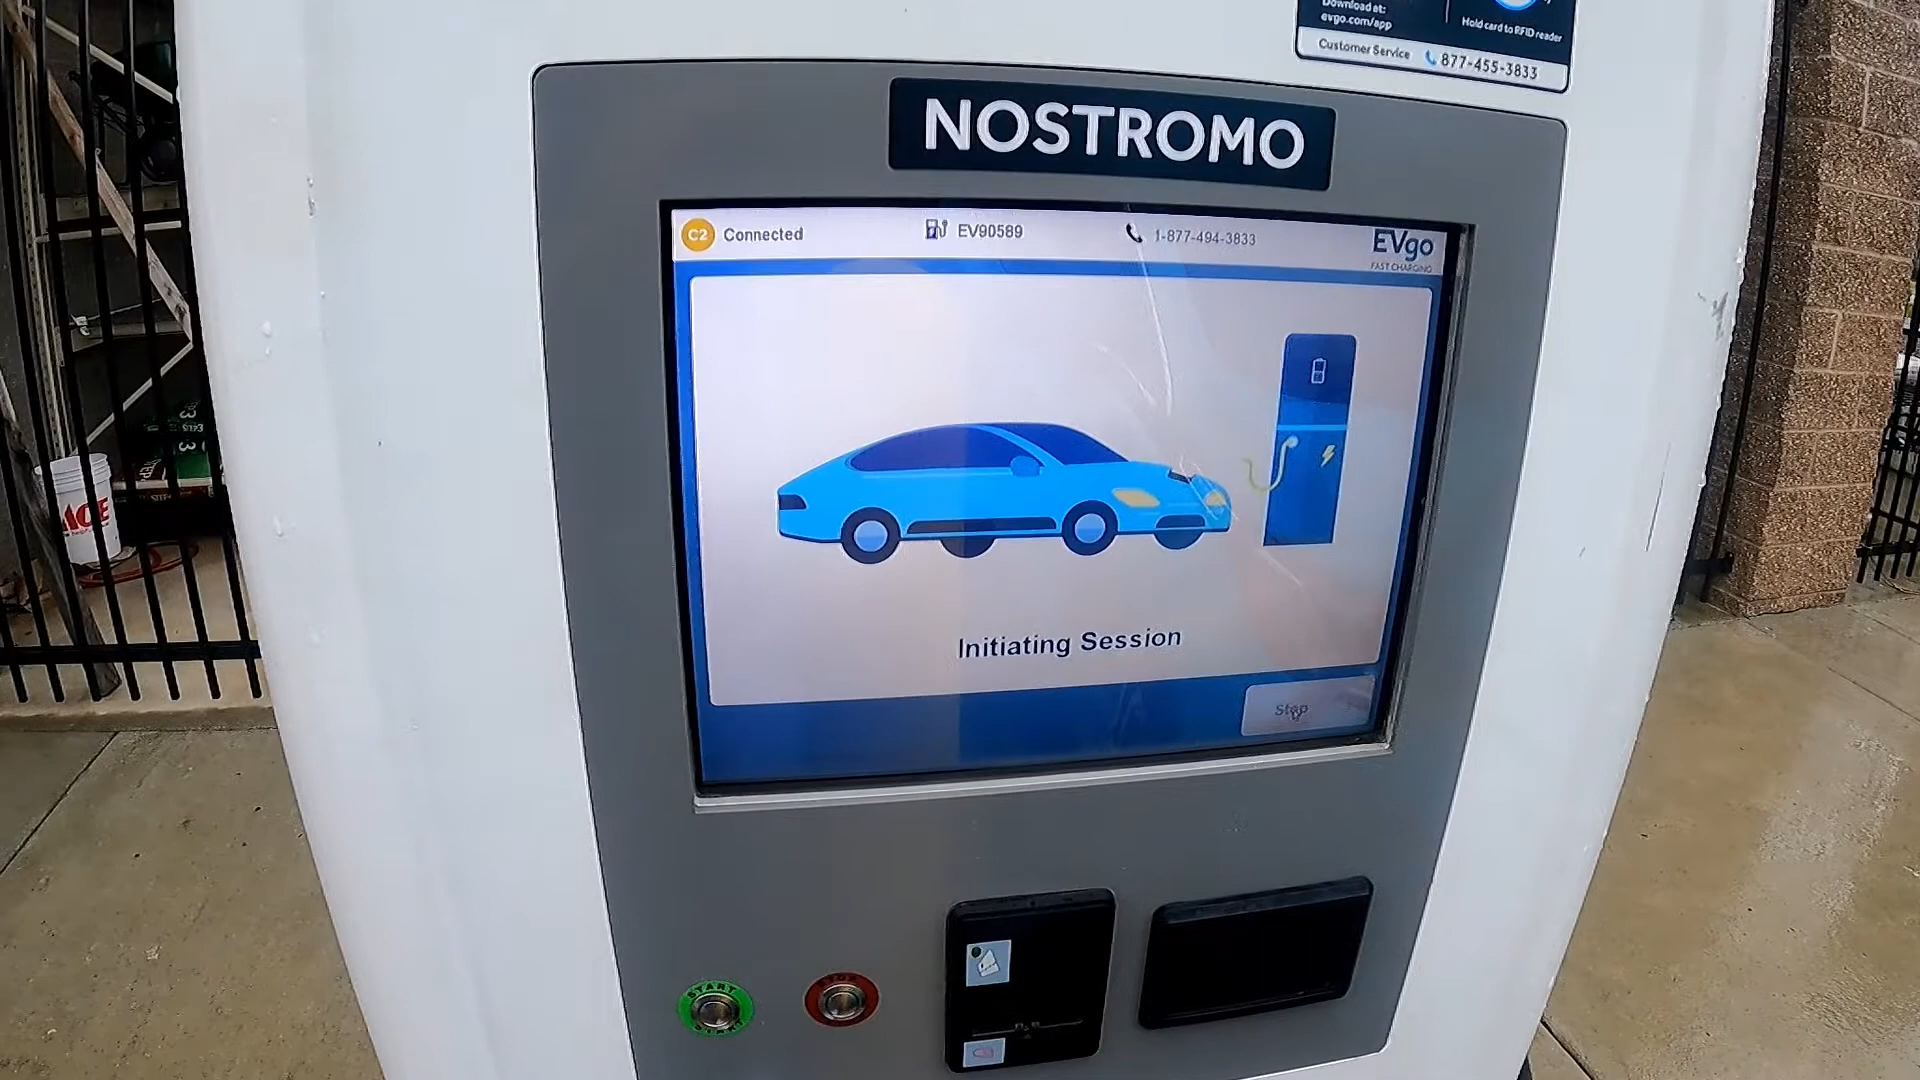 Download at:
evgo.com/app
Hold card to RFID reader
Customer Service 877-455-3833
NOSTROMO
C2 Connected
EV90589
1-877-494-3833
EVgo
FAST CHARGING
Initiating Session
Stop
START
STOP
ACE